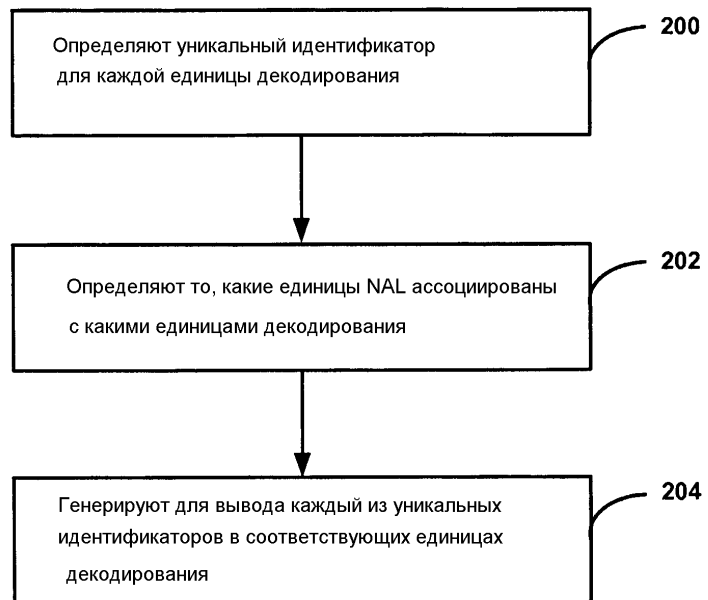 Определяют уникальный идентификатор
для каждой единицы декодирования
200
Определяют то, какие единицы NAL ассоциированы
с какими единицами декодирования
202
Генерируют для вывода каждый из уникальных
идентификаторов в соответствующих единицах
декодирования
204